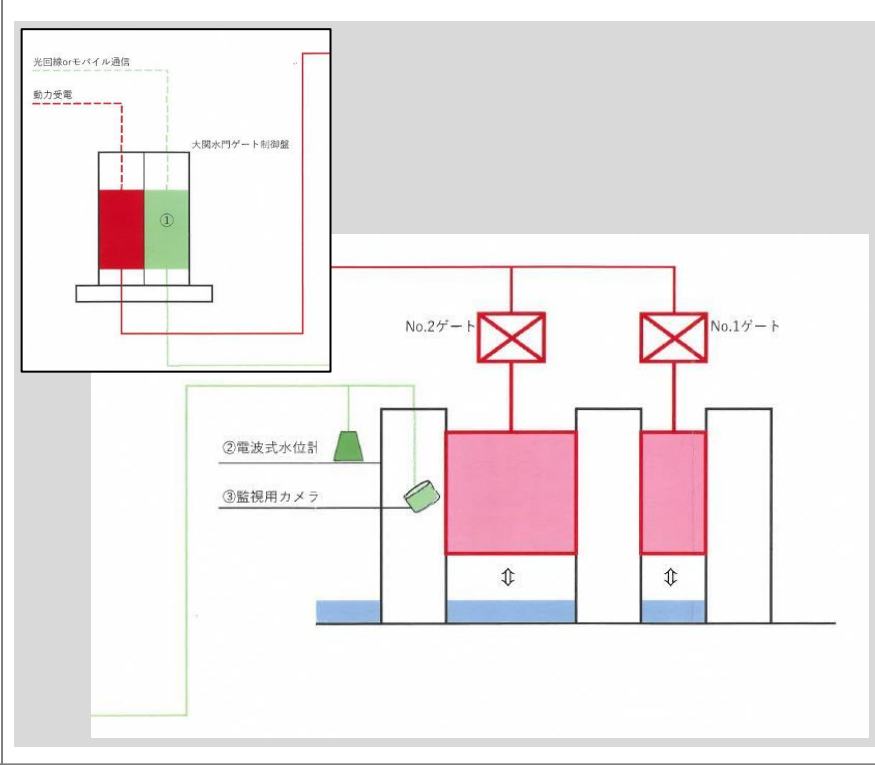 光回線orモバイル通信
動力受電
大関水門ゲート制御盤
①
No.2ゲート
No.1ゲート
②電波式水位計
③監視用カメラ